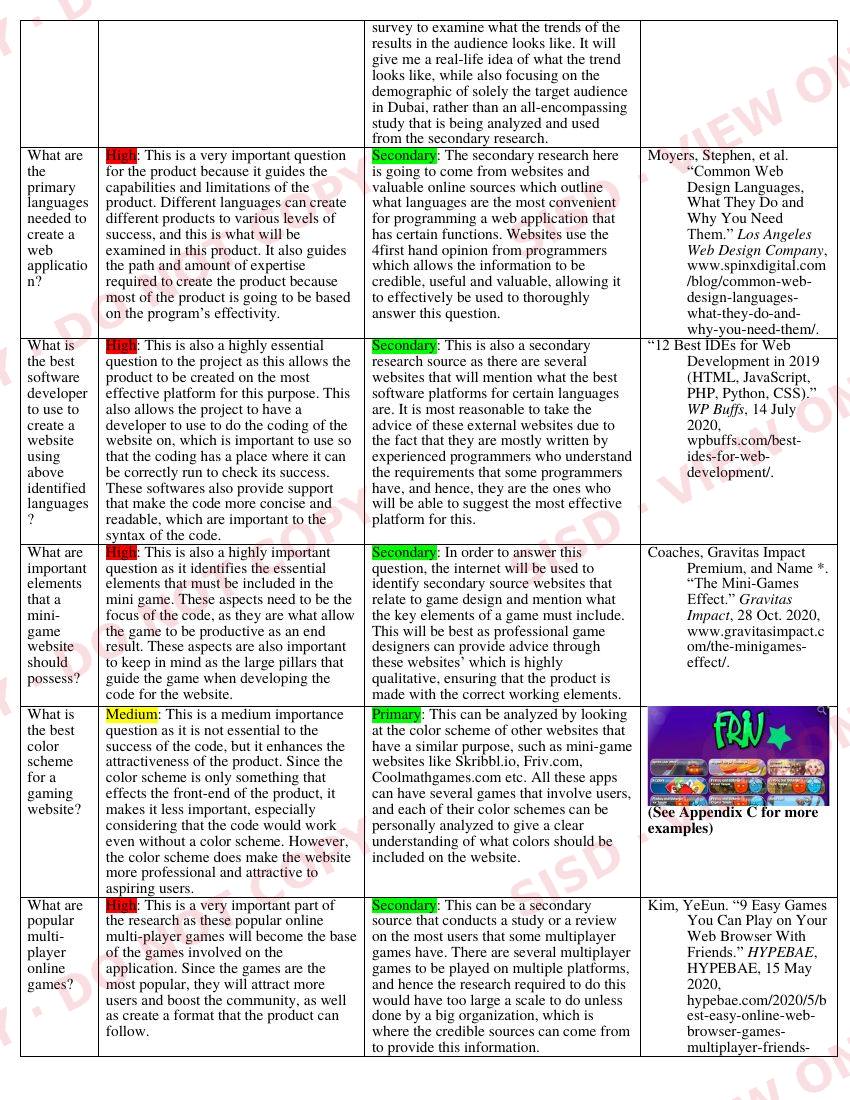 survey to examine what the trends of the
results in the audience looks like. It will
give me a real-life idea of what the trend
looks like, while also focusing on the
demographic of solely the target audience
in Dubai, rather than an all-encompassing
study that is being analyzed and used
from the secondary research.
What are
the
primary
languages
needed to
create a
web
applicatio
n?
High: This is a very important question
for the product because it guides the
capabilities and limitations of the
product. Different languages can create
different products to various levels of
success, and this is what will be
examined in this product. It also guides
the path and amount of expertise
required to create the product because
most of the product is going to be based
on the program's effectivity.
Secondary: The secondary research here
is going to come from websites and
valuable online sources which outline
what languages are the most convenient
for programming a web application that
has certain functions. Websites use the
4first hand opinion from programmers
which allows the information to be
credible, useful and valuable, allowing it
to effectively be used to thoroughly
answer this question.
Moyers, Stephen, et al.
“Common Web
Design Languages,
What They Do and
Why You Need
Them.” Los Angeles
Web Design Company,
www.spinxdigital.com
/blog/common-web-
design-languages-
what-they-do-and-
why-you-need-them/.
What is
the best
software
developer
to use to
create a
website
using
above
identified
languages
?
High: This is also a highly essential
question to the project as this allows the
product to be created on the most
effective platform for this purpose. This
also allows the project to have a
developer to use to do the coding of the
website on, which is important to use so
that the coding has a place where it can
be correctly run to check its success.
These softwares also provide support
that make the code more concise and
readable, which are important to the
syntax of the code.
Secondary: This is also a secondary
research source as there are several
websites that will mention what the best
software platforms for certain languages
are. It is most reasonable to take the
advice of these external websites due to
the fact that they are mostly written by
experienced programmers who understand
the requirements that some programmers
have, and hence, they are the ones who
will be able to suggest the most effective
platform for this.
“12 Best IDEs for Web
Development in 2019
(HTML, JavaScript,
PHP, Python, CSS).”
WP Buffs, 14 July
2020,
wpbuffs.com/best-
ides-for-web-
development/.
What are
important
elements
that a
mini-
game
website
should
possess?
High: This is also a highly important
question as it identifies the essential
elements that must be included in the
mini game. These aspects need to be the
focus of the code, as they are what allow
the game to be productive as an end
result. These aspects are also important
to keep in mind as the large pillars that
guide the game when developing the
code for the website.
Secondary: In order to answer this
question, the internet will be used to
identify secondary source websites that
relate to game design and mention what
the key elements of a game must include.
This will be best as professional game
designers can provide advice through
these websites’ which is highly
qualitative, ensuring that the product is
made with the correct working elements.
Coaches, Gravitas Impact
Premium, and Name *.
“The Mini-Games
Effect.” Gravitas
Impact, 28 Oct. 2020,
www.gravitasimpact.c
om/the-minigames-
effect/.
What is
the best
color
scheme
for a
gaming
website?
Medium: This is a medium importance
question as it is not essential to the
success of the code, but it enhances the
attractiveness of the product. Since the
color scheme is only something that
effects the front-end of the product, it
makes it less important, especially
considering that the code would work
even without a color scheme. However,
the color scheme does make the website
more professional and attractive to
aspiring users.
Primary: This can be analyzed by looking
at the color scheme of other websites that
have a similar purpose, such as mini-game
websites like Skribbl.io, Friv.com,
Coolmathgames.com etc. All these apps
can have several games that involve users,
and each of their color schemes can be
personally analyzed to give a clear
understanding of what colors should be
included on the website.
FRIV
(See Appendix C for more
examples)
What are
popular
multi-
player
online
games?
High: This is a very important part of
the research as these popular online
multi-player games will become the base
of the games involved on the
application. Since the games are the
most popular, they will attract more
users and boost the community, as well
as create a format that the product can
follow.
Secondary: This can be a secondary
source that conducts a study or a review
on the most users that some multiplayer
games have. There are several multiplayer
games to be played on multiple platforms,
and hence the research required to do this
would have too large a scale to do unless
done by a big organization, which is
where the credible sources can come from
to provide this information.
Kim, YeEun. “9 Easy Games
You Can Play on Your
Web Browser With
Friends.” HYPEBAE,
HYPEBAE, 15 May
2020,
hypebae.com/2020/5/b
est-easy-online-web-
browser-games-
multiplayer-friends-
SISD · VIEW ON
Y · DO NOT COPY
SISD · VIEW ON
Y · DO NOT COPY
SISD · VIEW ON
Y · DO NOT COPY